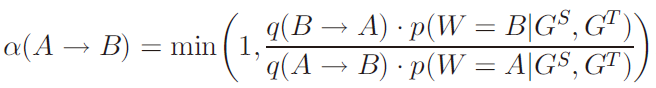 α(A → B) = min(1, q(B → A) · p(W = B|G^S, G^T) / q(A → B) · p(W = A|G^S, G^T))